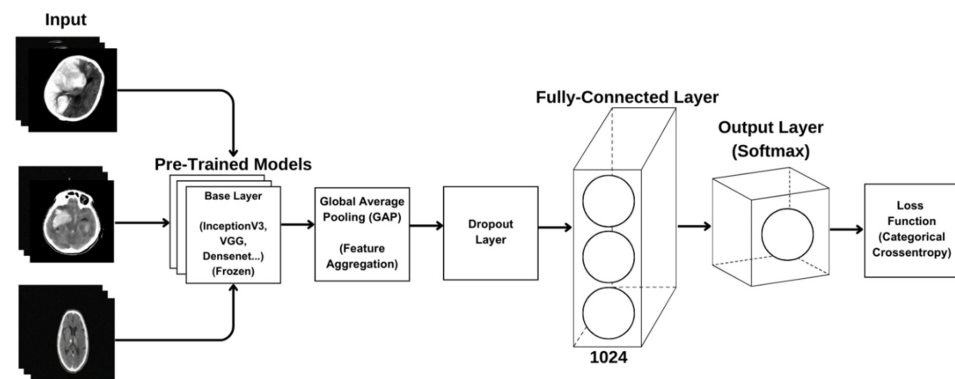 Input
Pre-Trained Models
Base Layer
(InceptionV3,
VGG,
Densenet...)
(Frozen)
Global Average
Pooling (GAP)
(Feature
Aggregation)
Dropout
Layer
Fully-Connected Layer
1024
Output Layer
(Softmax)
Loss
Function
(Categorical
Crossentropy)